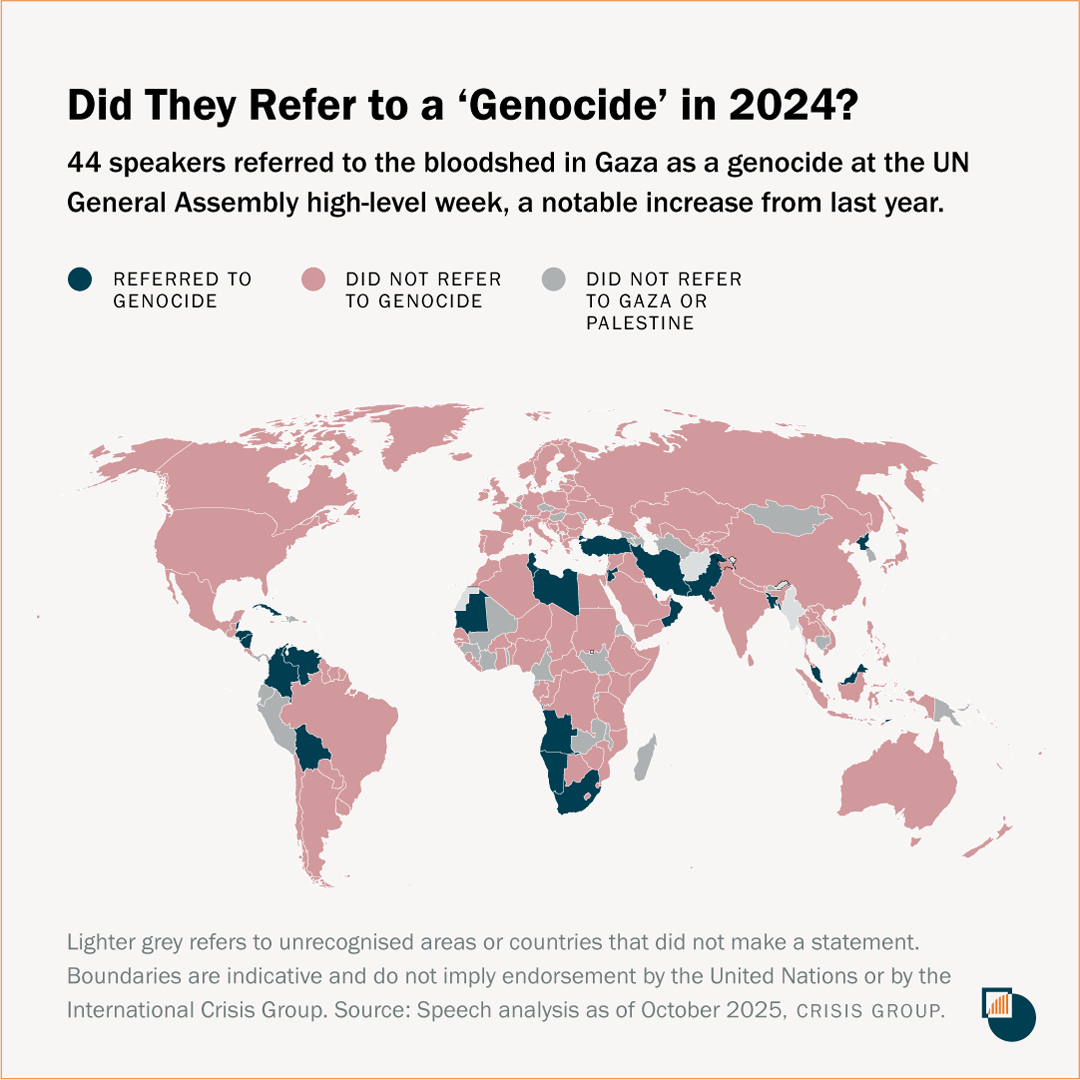 Did They Refer to a ‘Genocide’ in 2024?
44 speakers referred to the bloodshed in Gaza as a genocide at the UN
General Assembly high-level week, a notable increase from last year.
REFERRED TO
GENOCIDE
DID NOT REFER
TO GENOCIDE
DID NOT REFER
TO GAZA OR
PALESTINE
Lighter grey refers to unrecognised areas or countries that did not make a statement.
Boundaries are indicative and do not imply endorsement by the United Nations or by the
International Crisis Group. Source: Speech analysis as of October 2025, CRISIS GROUP.